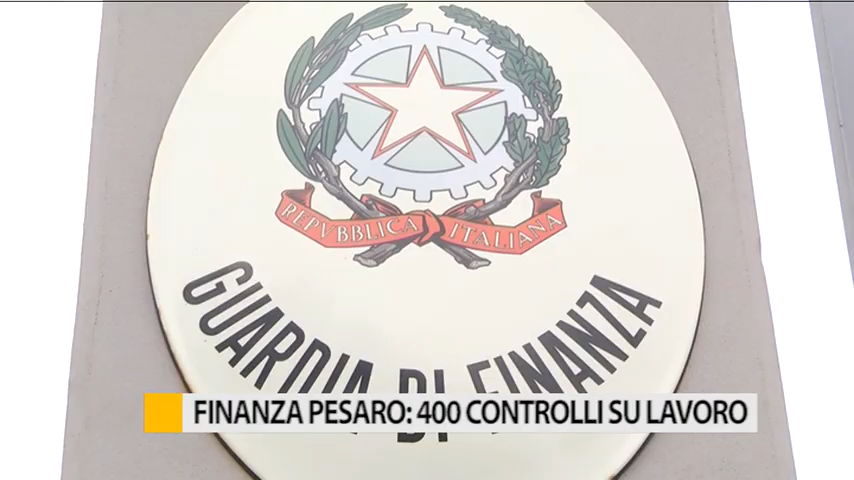 REPVBBLICA ITALIANA
GUARDIA DI FINANZA
FINANZA PESARO: 400 CONTROLLI SU LAVORO